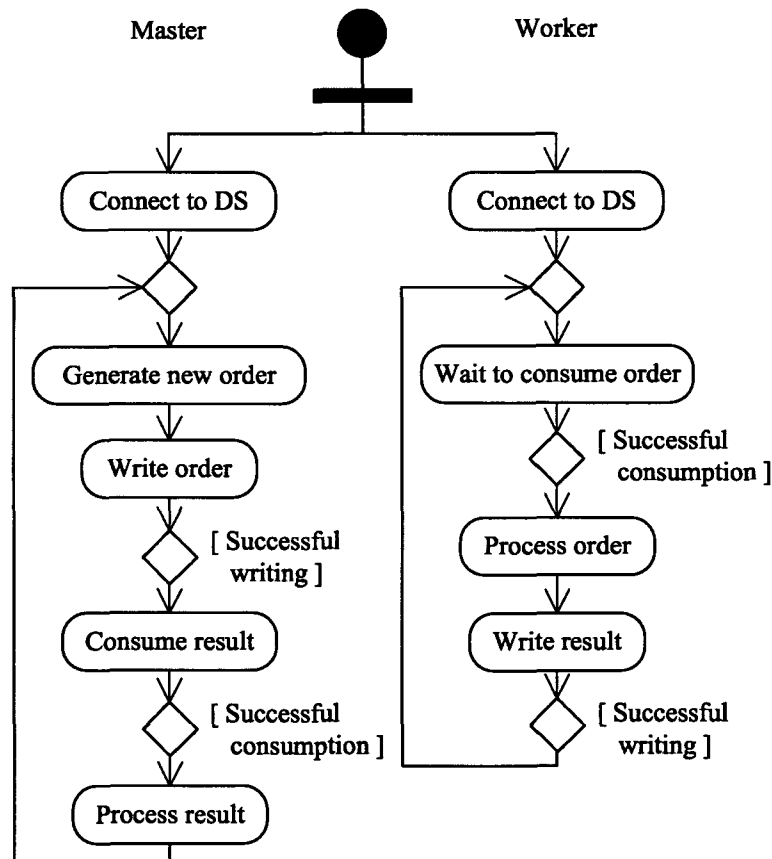 Master
Worker
Connect to DS
Connect to DS
Generate new order
Wait to consume order
Write order
[ Successful
consumption ]
[ Successful
writing ]
Process order
Consume result
Write result
[ Successful
consumption ]
[ Successful
writing ]
Process result